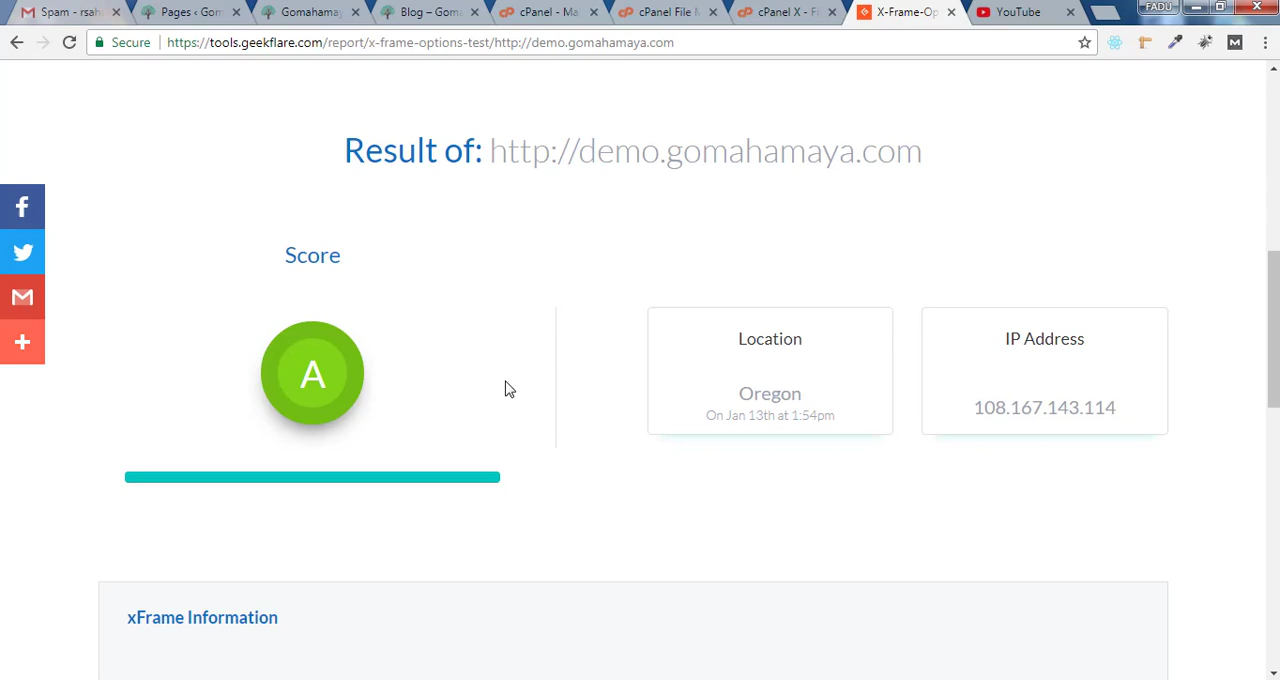 Spam - rsah
Pages ‹ Gom
Gomahamay
Blog – Goma
cPanel - Ma
cPanel File M
cPanel X - Fi
X-Frame-Op
YouTube
FADU
Secure
https://tools.geekflare.com/report/x-frame-options-test/http://demo.gomahamaya.com
M
Result of: http://demo.gomahamaya.com
Score
A
Location
Oregon
On Jan 13th at 1:54pm
IP Address
108.167.143.114
xFrame Information